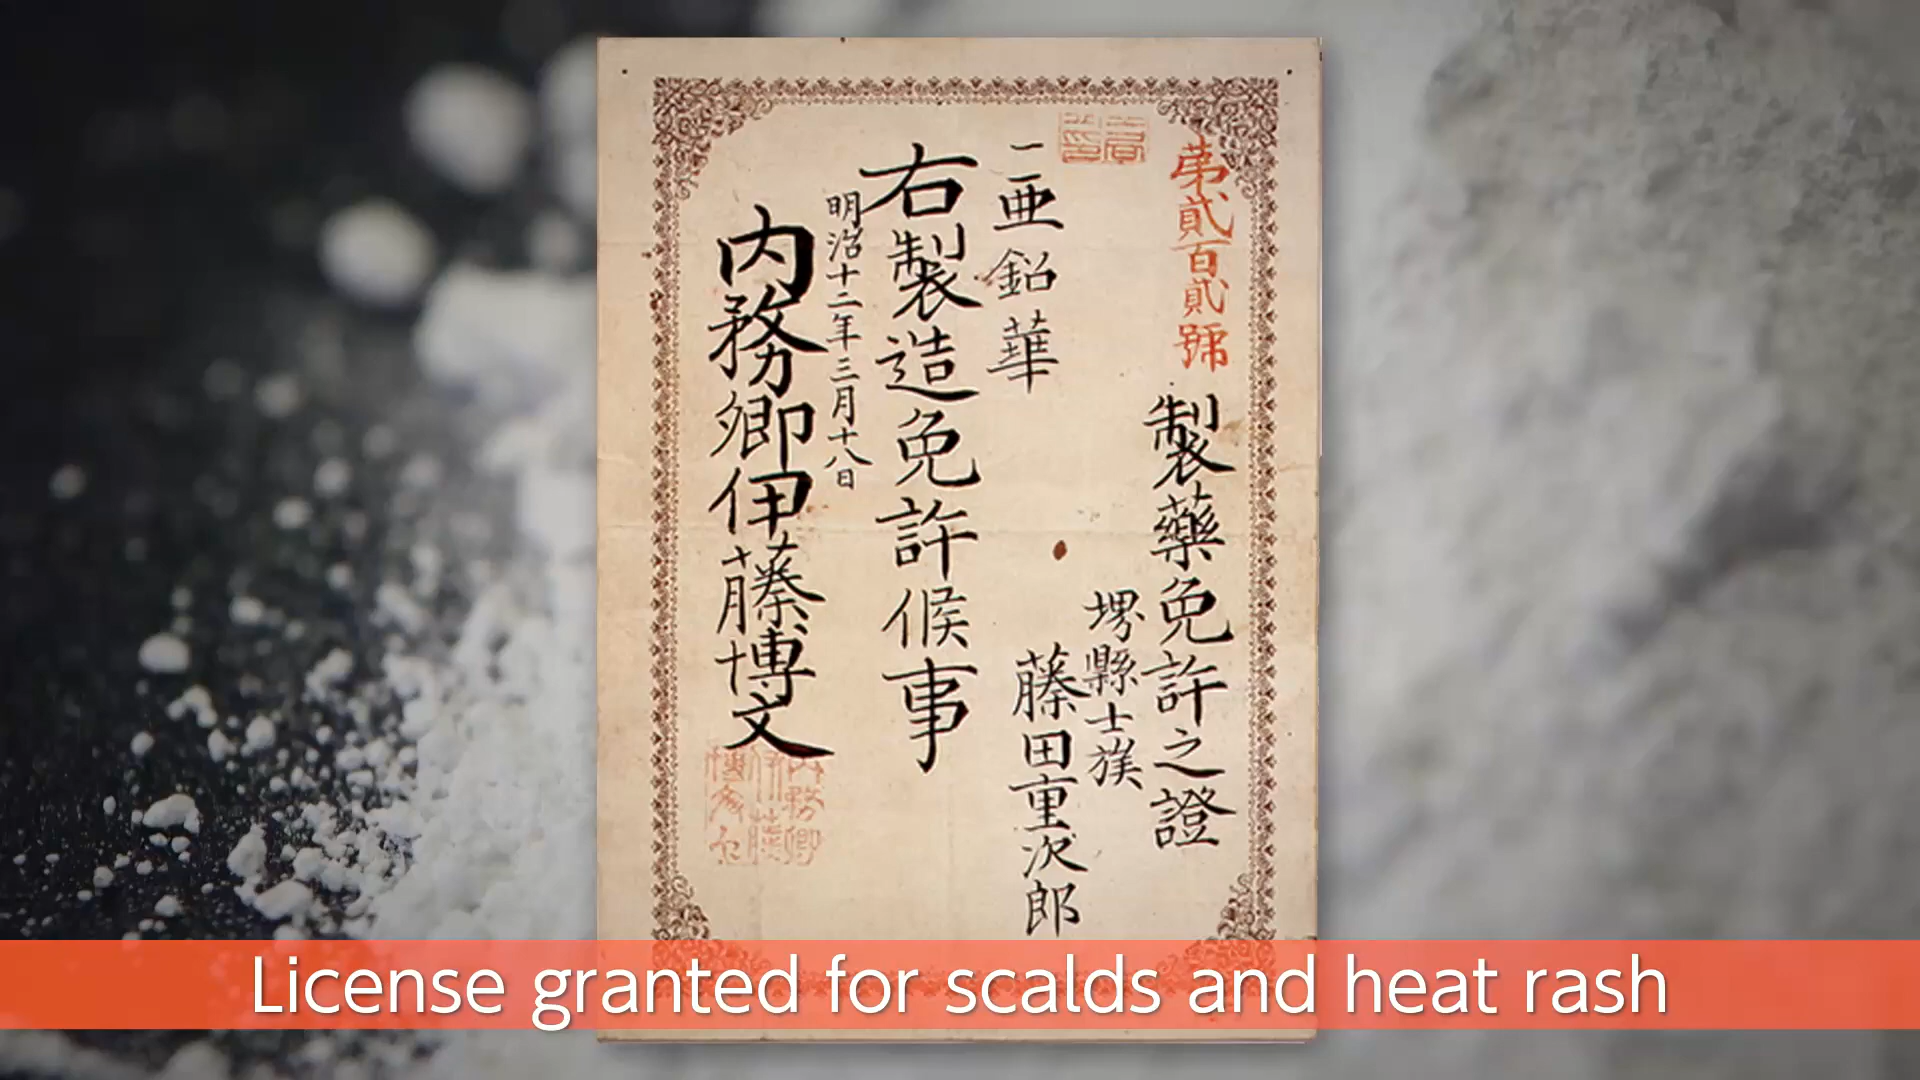 第貳百貳號
製藥免許之證
堺縣士族
藤田重次郎
一亜鉛華
右製造免許候事
明治十二年三月十八日
内務卿伊藤博文
License granted for scalds and heat rash